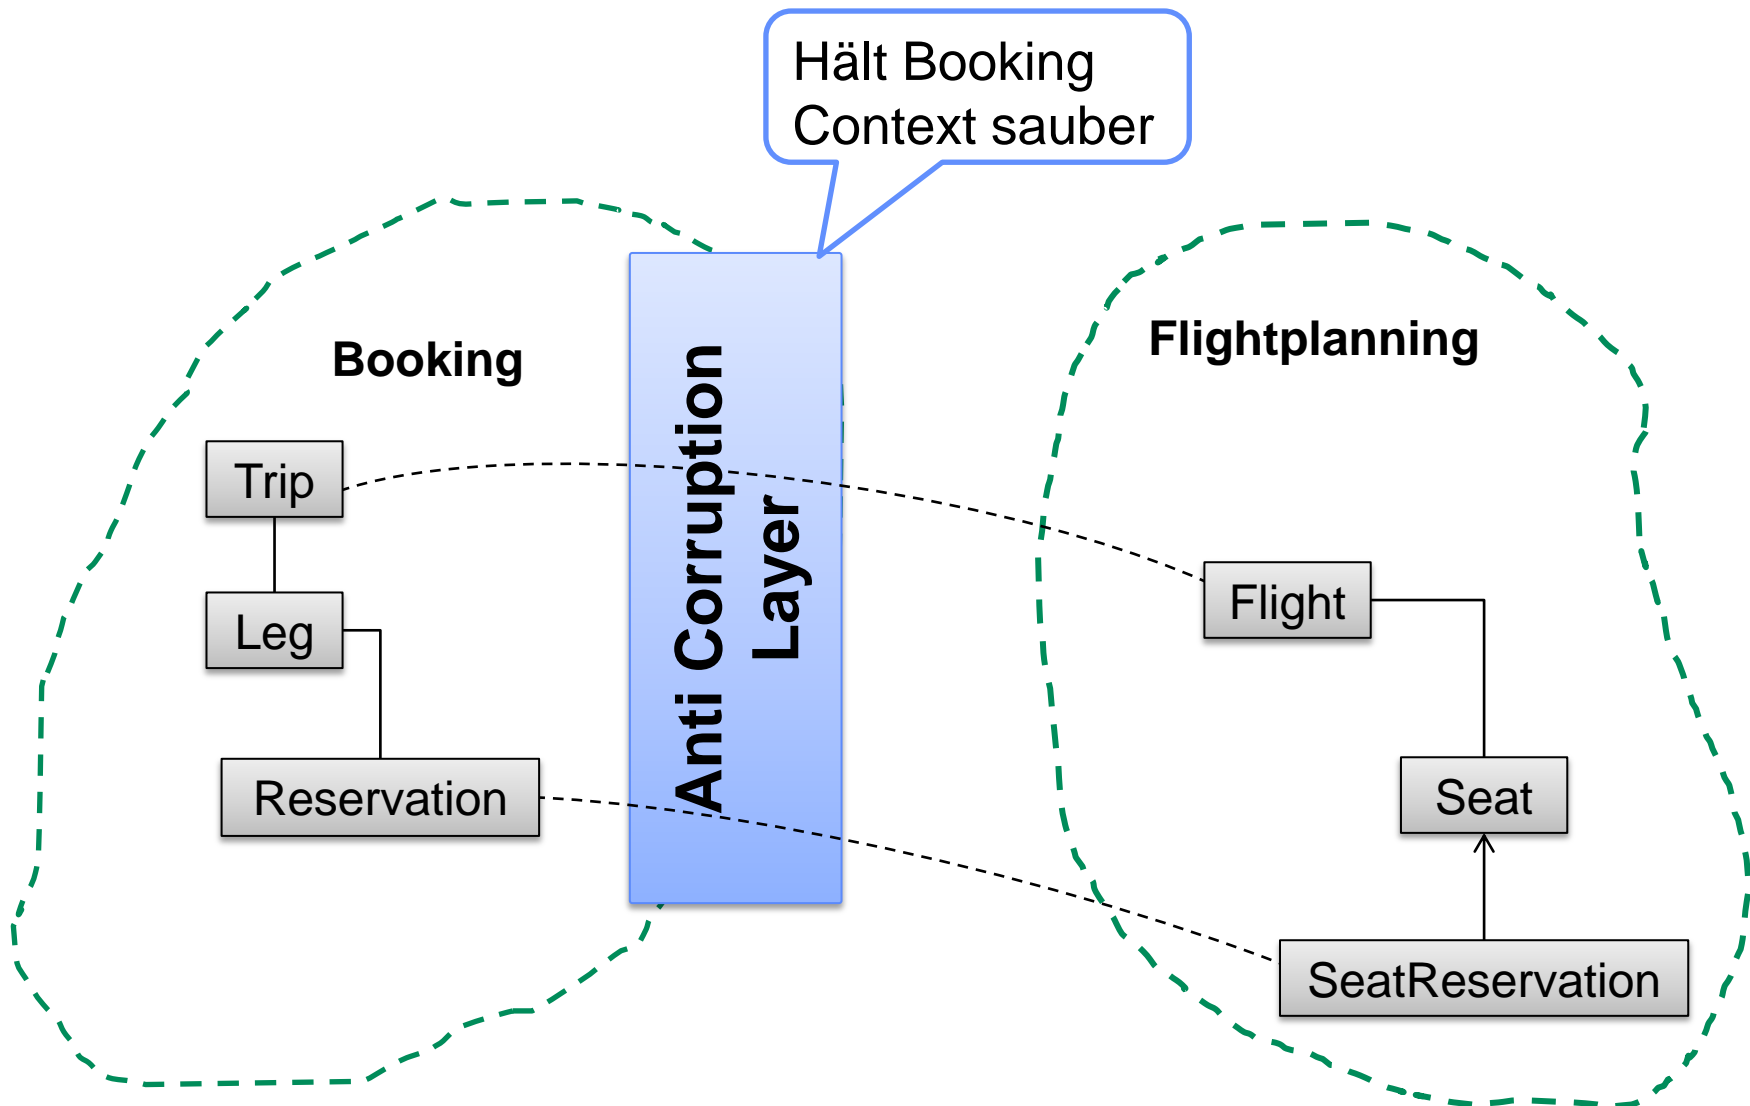 Hält Booking
Context sauber
Booking
Flightplanning
Trip
Leg
Reservation
Anti Corruption
Layer
Flight
Seat
SeatReservation